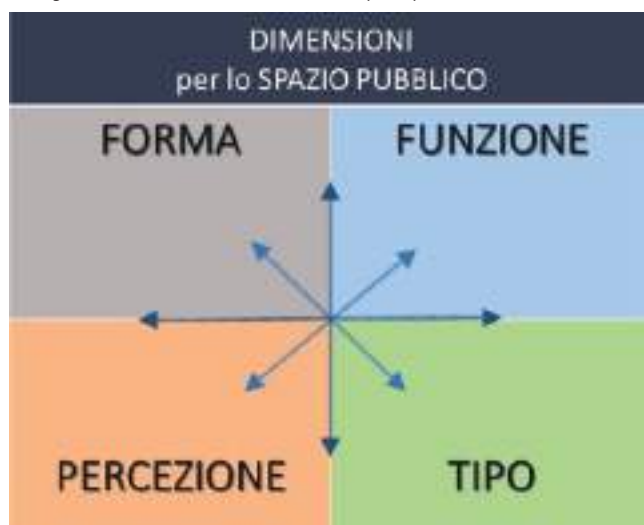 DIMENSIONI
per lo SPAZIO PUBBLICO
FORMA
FUNZIONE
PERCEZIONE
TIPO